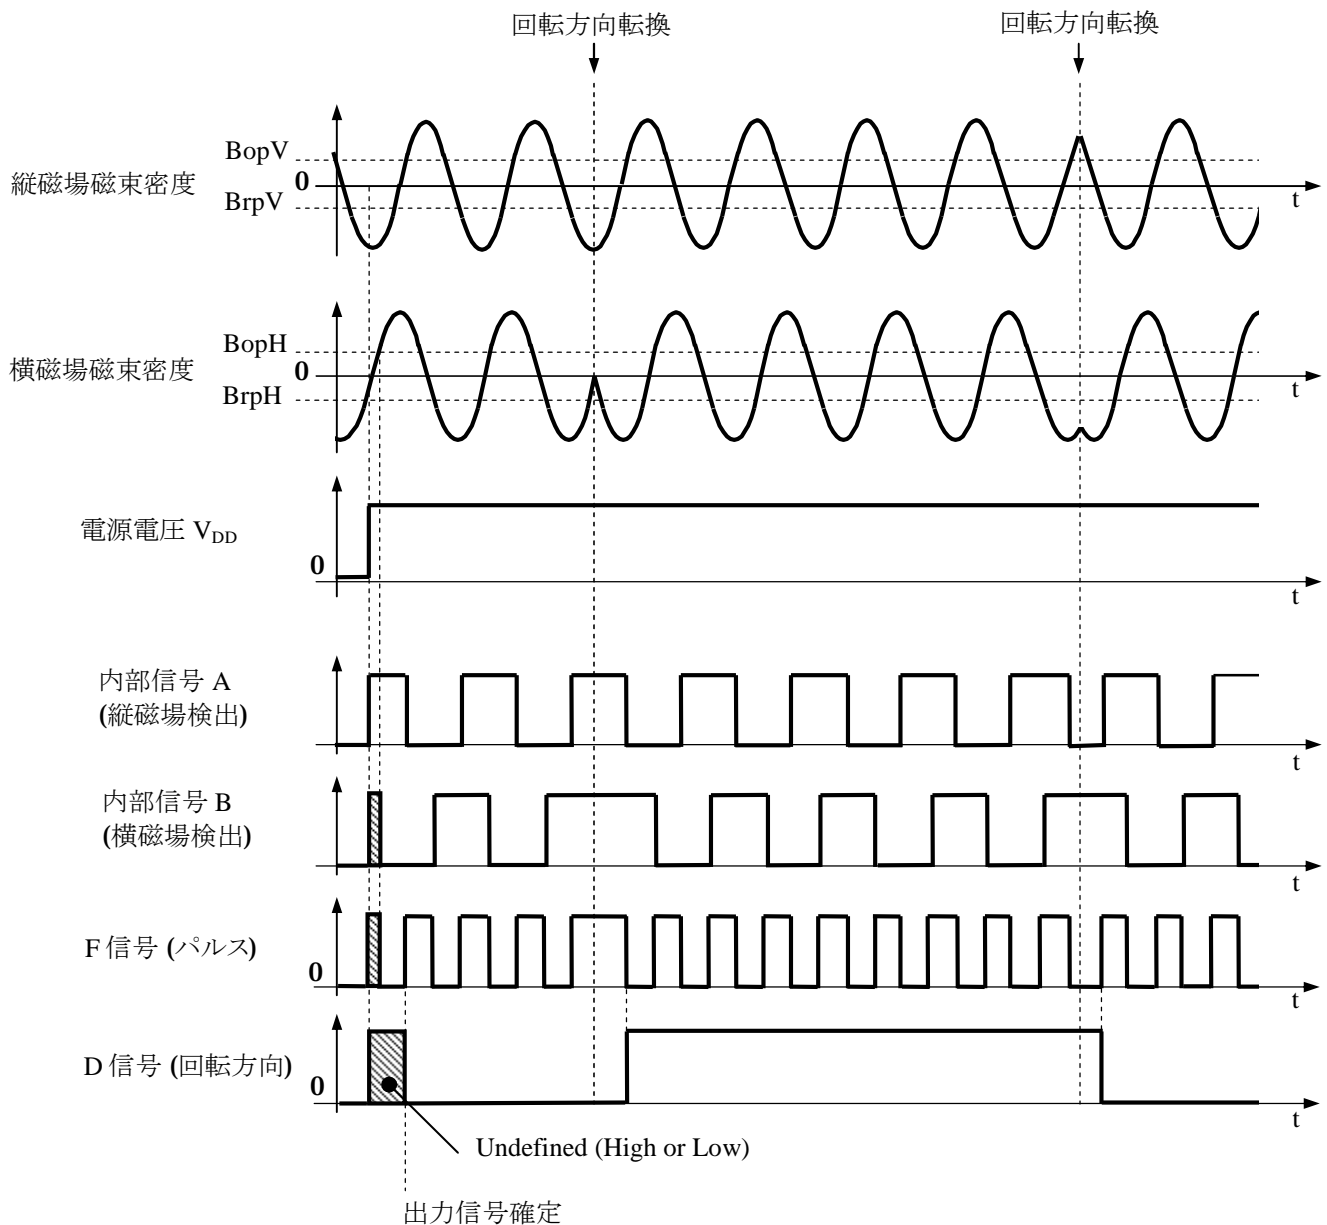 回転方向転換
回転方向転換
縦磁場磁束密度
BopV
0
BrpV
t
横磁場磁束密度
BopH
0
BrpH
t
電源電圧 VDD
0
t
内部信号 A
(縦磁場検出)
t
内部信号 B
(横磁場検出)
t
F 信号 (パルス)
0
t
D 信号 (回転方向)
0
t
Undefined (High or Low)
出力信号確定